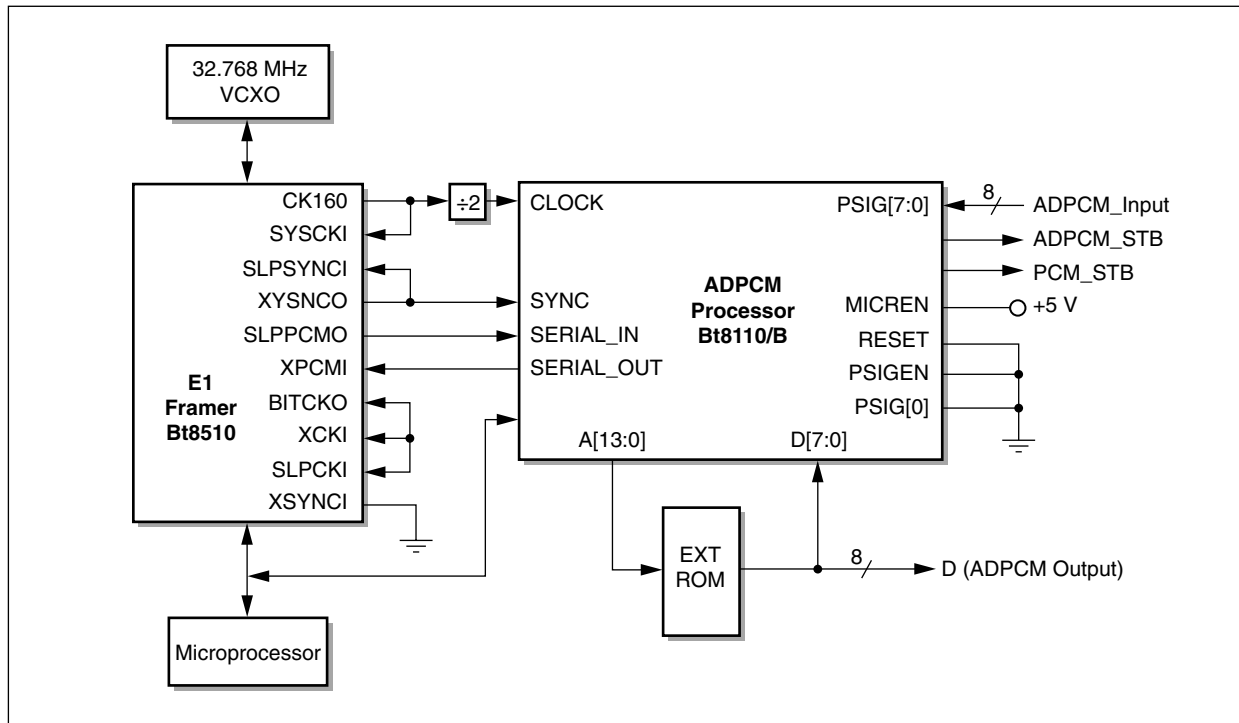 32.768 MHz
VCXO
CK160
SYSCKI
SLPSYNCI
XYSNCO
SLPPCMO
XPCMI
BITCKO
XCKI
SLPCKI
XSYNCI
E1
Framer
Bt8510
÷2
CLOCK
SYNC
SERIAL_IN
SERIAL_OUT
A[13:0]
D[7:0]
ADPCM
Processor
Bt8110/B
PSIG[7:0]
MICREN
RESET
PSIGEN
PSIG[0]
8
ADPCM_Input
ADPCM_STB
PCM_STB
+5 V
EXT
ROM
8
D (ADPCM Output)
Microprocessor